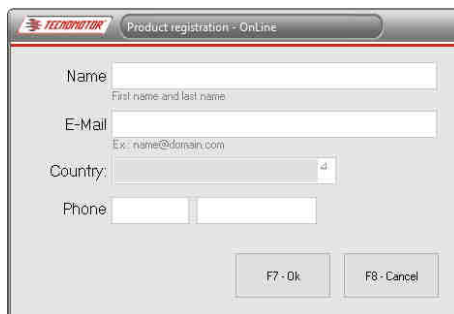 TECNOMOTOR Product registration - OnLine
Name
First name and last name
E-Mail
Ex.: name@domain.com
Country:
Phone
F7 - Ok F8 - Cancel